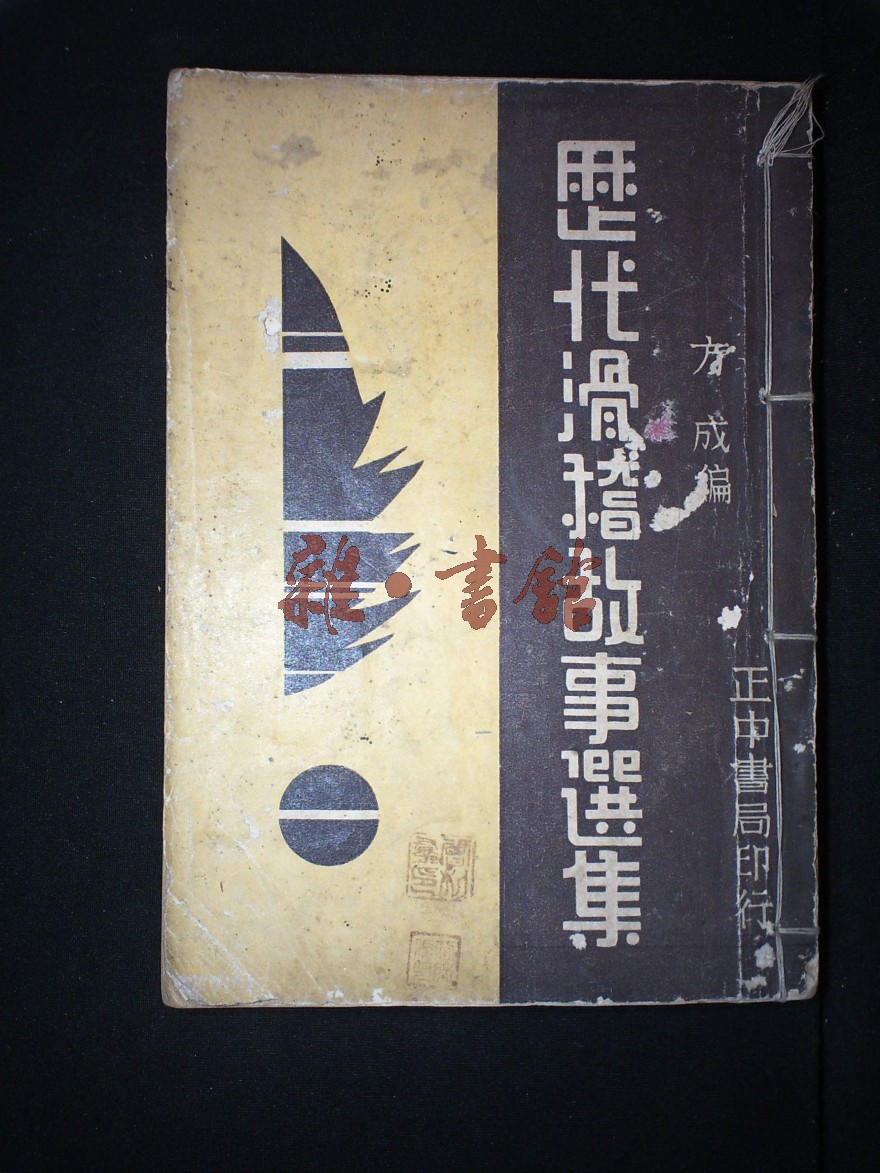 歷代滑稽故事選集
方成編
正中書局印行
雜·書館